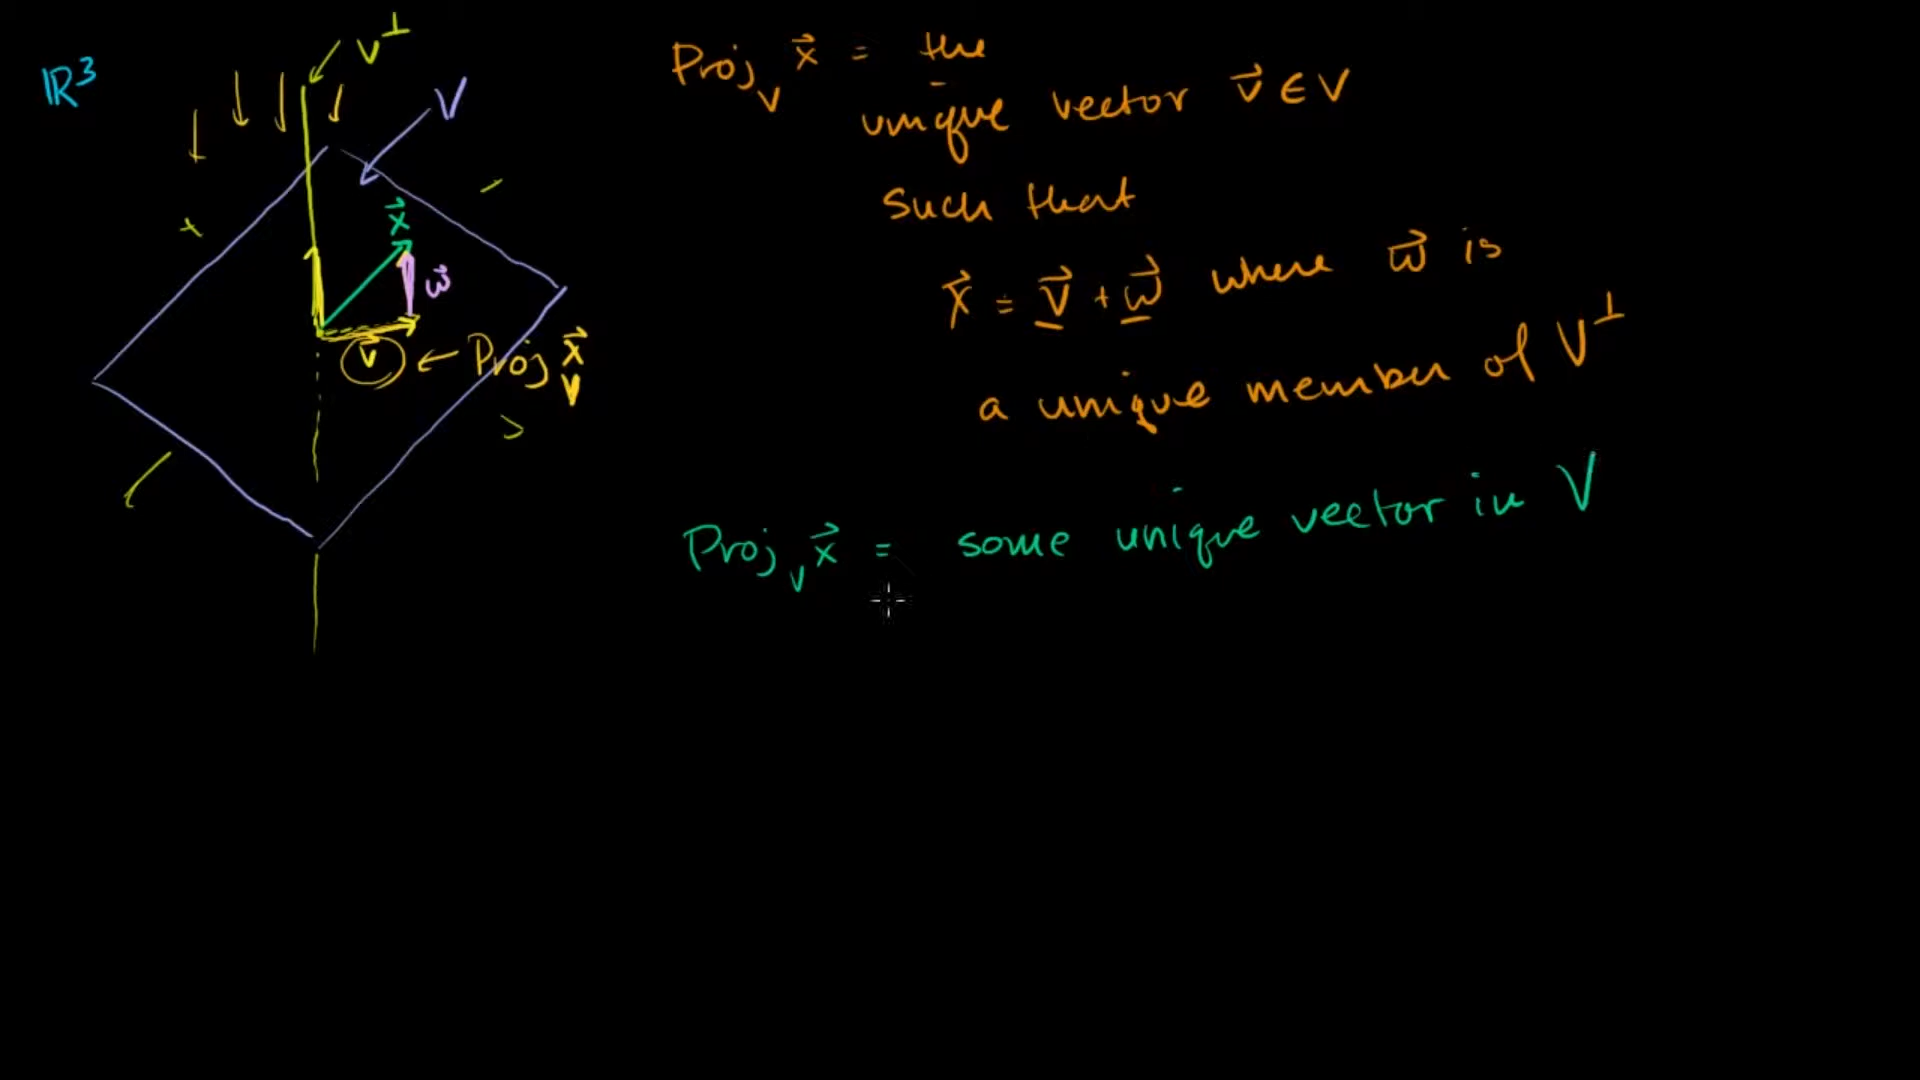 ℝ³
V⊥
V
x⃗
w⃗
v⃗ ← Proj_V x⃗
Proj_V x⃗ = the
unique vector v⃗ ∈ V
such that
x⃗ = v⃗ + w⃗ where w⃗ is
a unique member of V⊥
Proj_V x⃗ = some unique vector in V